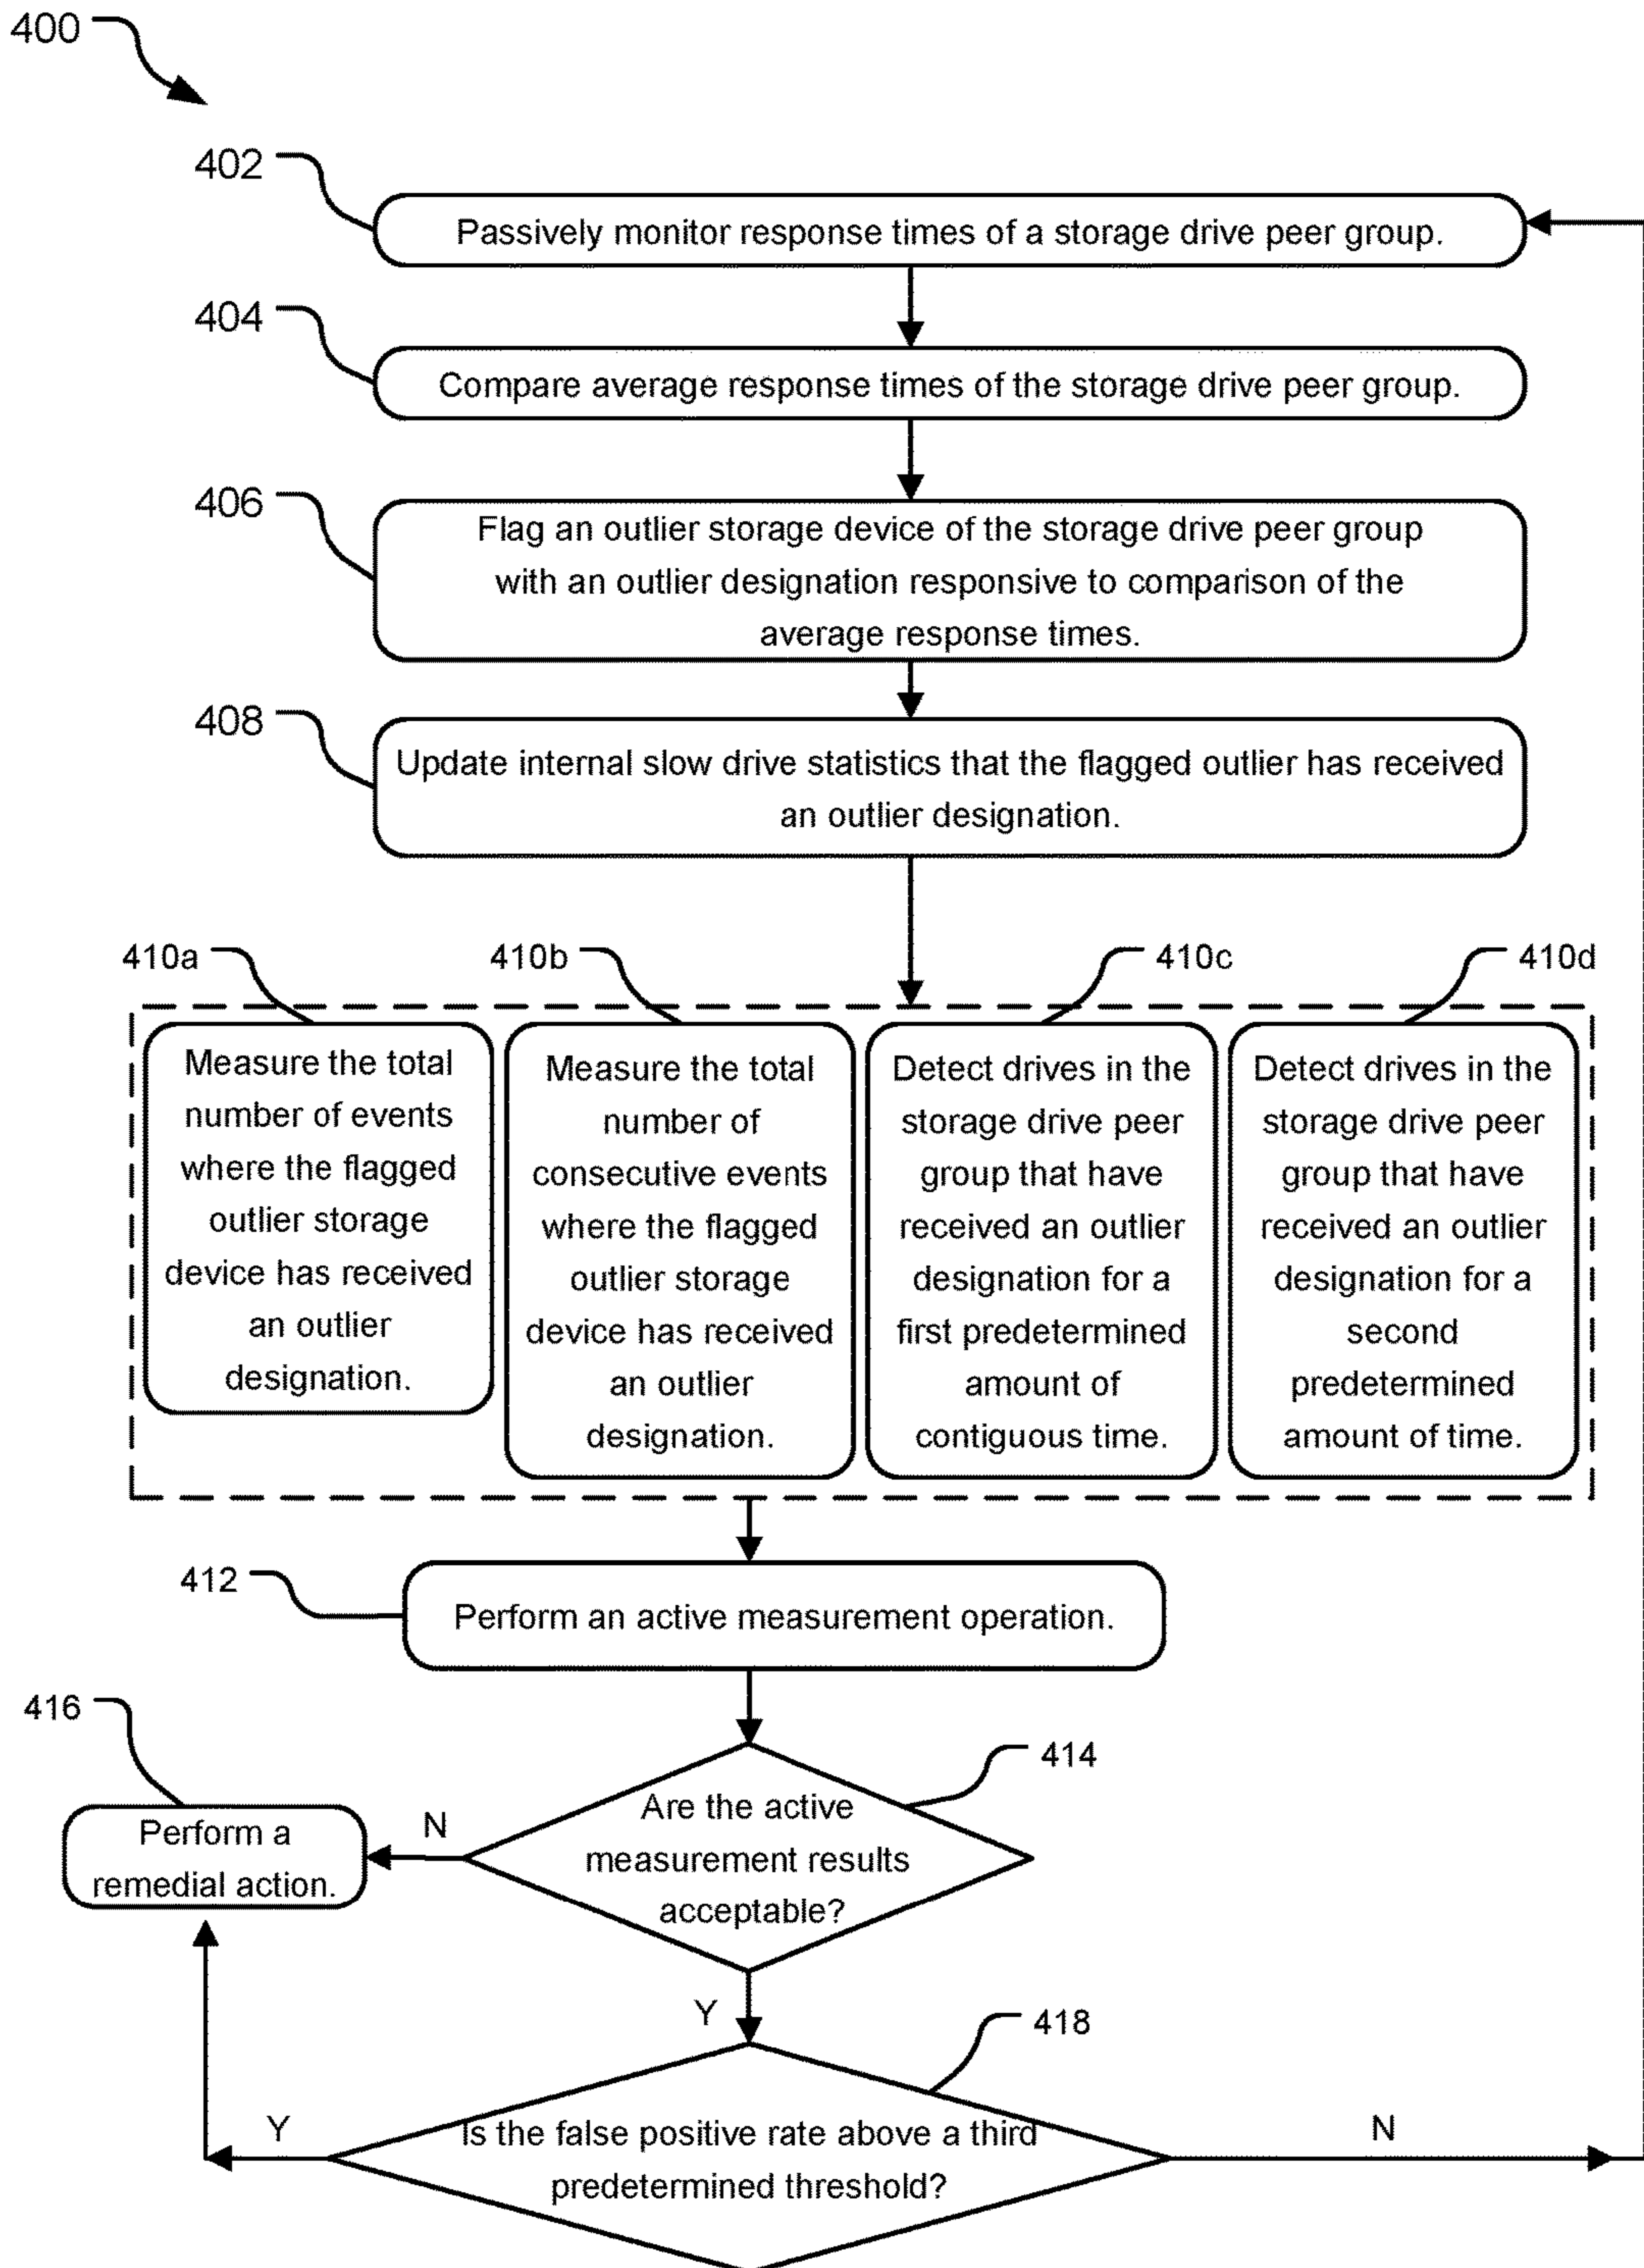 400
402
Passively monitor response times of a storage drive peer group.
404
Compare average response times of the storage drive peer group.
406
Flag an outlier storage device of the storage drive peer group
with an outlier designation responsive to comparison of the
average response times.
408
Update internal slow drive statistics that the flagged outlier has received
an outlier designation.
410a
410b
410c
410d
Measure the total
number of events
where the flagged
outlier storage
device has received
an outlier
designation.
Measure the total
number of
consecutive events
where the flagged
outlier storage
device has received
an outlier
designation.
Detect drives in the
storage drive peer
group that have
received an outlier
designation for a
first predetermined
amount of
contiguous time.
Detect drives in the
storage drive peer
group that have
received an outlier
designation for a
second
predetermined
amount of time.
412
Perform an active measurement operation.
416
414
Perform a
remedial action.
N
Are the active
measurement results
acceptable?
Y
418
Y
Is the false positive rate above a third
predetermined threshold?
N